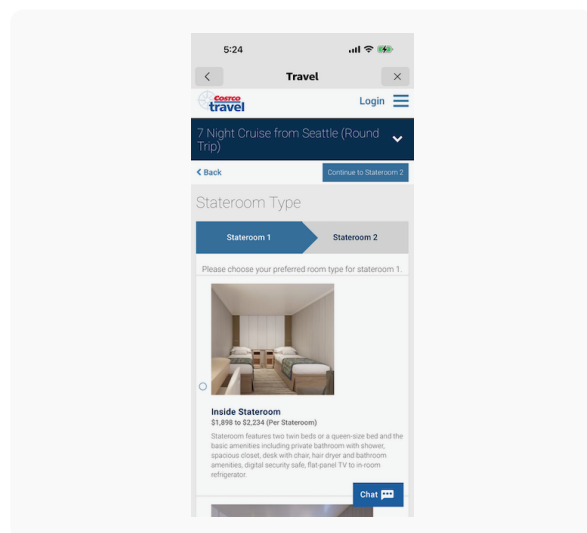 5:24
Travel
Costco
travel
Login
7 Night Cruise from Seattle (Round
Trip)
Back
Continue to Stateroom 2
Stateroom Type
Stateroom 1
Stateroom 2
Please choose your preferred room type for stateroom 1.
Inside Stateroom
$1,898 to $2,234 (Per Stateroom)
Stateroom features two twin beds or a queen-size bed and the
basic amenities including private bathroom with shower,
spacious closet, desk with chair, hair dryer and bathroom
amenities, digital security safe, flat-panel TV to in-room
refrigerator.
Chat